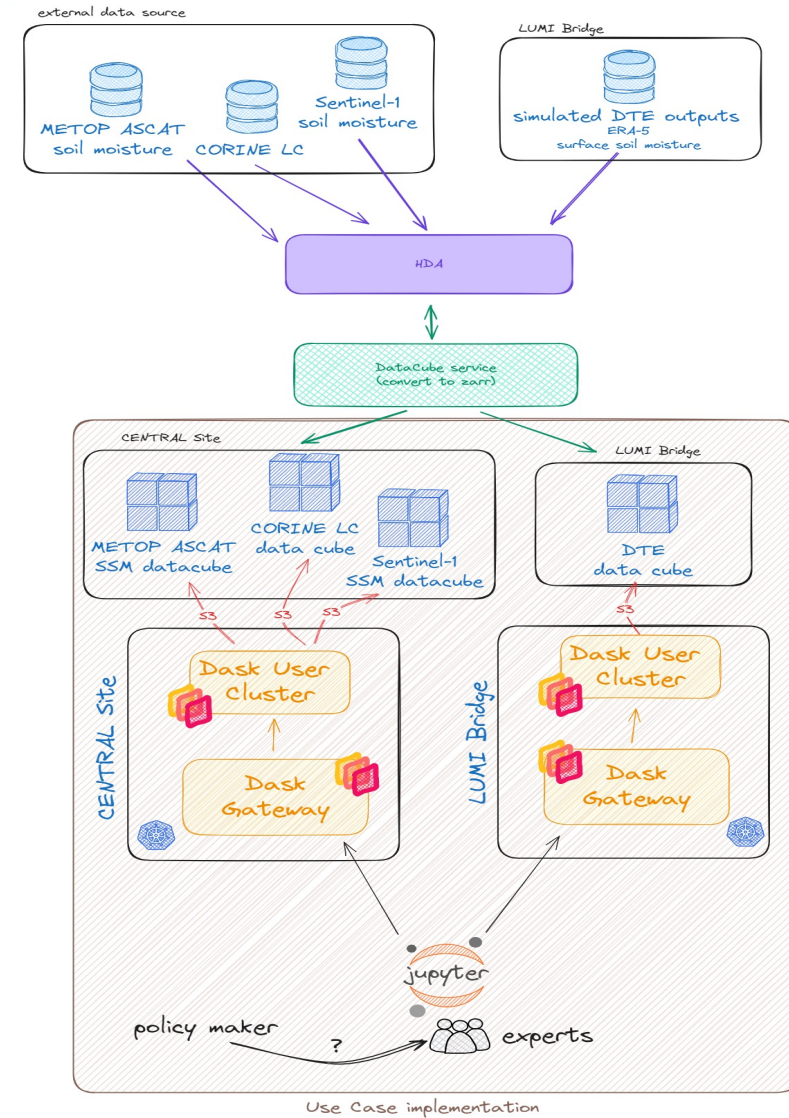 external data source
LUMI Bridge
METOP ASCAT
soil moisture
CORINE LC
Sentinel-1
soil moisture
simulated DTE outputs
ERA-5
surface soil moisture
HDA
DataCube service
(convert to zarr)
CENTRAL Site
LUMI Bridge
METOP ASCAT
SSM datacube
CORINE LC
data cube
Sentinel-1
SSM datacube
DTE
data cube
S3
S3
S3
S3
CENTRAL Site
Dask User
Cluster
Dask
Gateway
LUMI Bridge
Dask User
Cluster
Dask
Gateway
jupyter
policy maker
?
experts
Use Case implementation